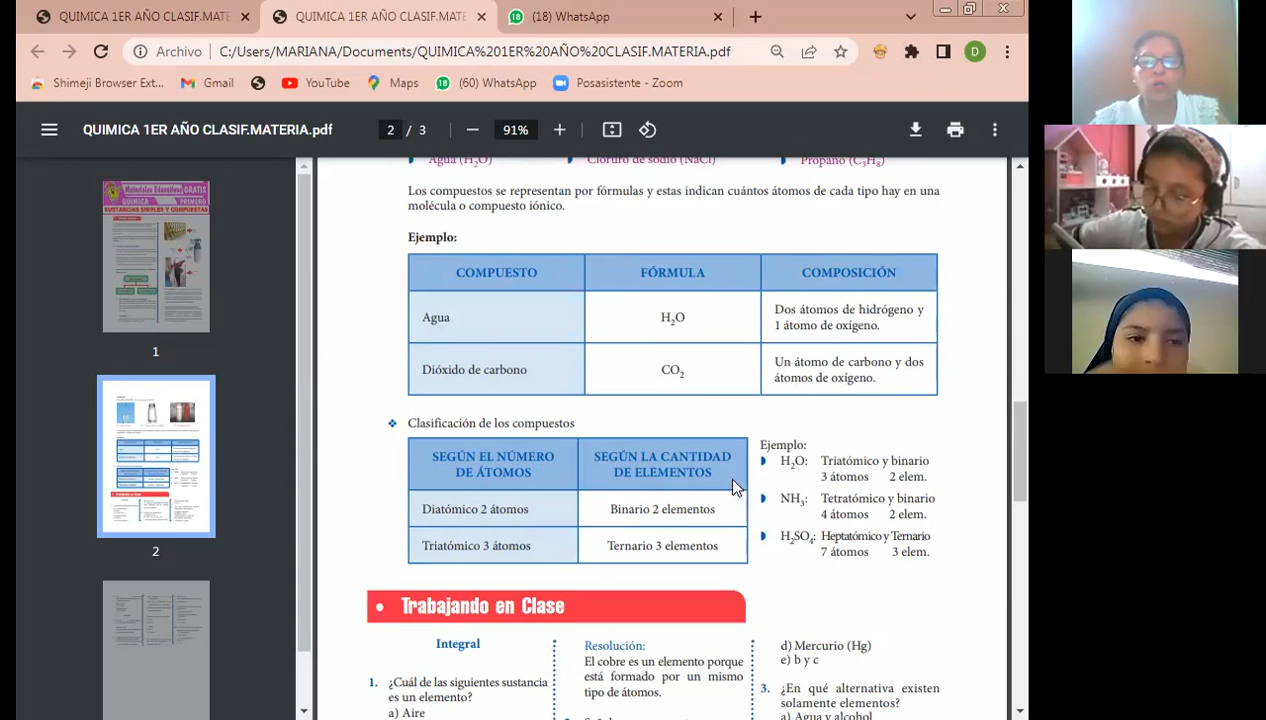 QUIMICA 1ER AÑO CLASIF.MATE
QUIMICA 1ER AÑO CLASIF.MATE
(18) WhatsApp
Archivo
C:/Users/MARIANA/Documents/QUIMICA%201ER%20AÑO%20CLASIF.MATERIA.pdf
D
Shimeji Browser Ext...
Gmail
YouTube
Maps
(60) WhatsApp
Posasistente - Zoom
QUIMICA 1ER AÑO CLASIF.MATERIA.pdf
2 / 3
91%
Materiales Educativos GRATIS
QUIMICA PRIMERO
SUSTANCIAS SIMPLES Y COMPUESTAS
1
2
Agua (H₂O)
Cloruro de sodio (NaCl)
Propano (C₃H₈)
Los compuestos se representan por fórmulas y estas indican cuántos átomos de cada tipo hay en una
molécula o compuesto iónico.
Ejemplo:
COMPUESTO
FÓRMULA
COMPOSICIÓN
Agua
H₂O
Dos átomos de hidrógeno y
1 átomo de oxígeno.
Dióxido de carbono
CO₂
Un átomo de carbono y dos
átomos de oxígeno.
Clasificación de los compuestos
SEGÚN EL NÚMERO
DE ÁTOMOS
SEGÚN LA CANTIDAD
DE ELEMENTOS
Diatómico 2 átomos
Binario 2 elementos
Triatómico 3 átomos
Ternario 3 elementos
Ejemplo:
H₂O: Triatómico y binario
3 átomos 2 elem.
NH₃: Tetratómico y binario
4 átomos 2 elem.
H₂SO₄: Heptatómico y Ternario
7 átomos 3 elem.
Trabajando en Clase
Integral
1. ¿Cuál de las siguientes sustancia
es un elemento?
a) Aire
Resolución:
El cobre es un elemento porque
está formado por un mismo
tipo de átomos.
d) Mercurio (Hg)
e) b y c
3. ¿En qué alternativa existen
solamente elementos?
a) Agua y alcohol